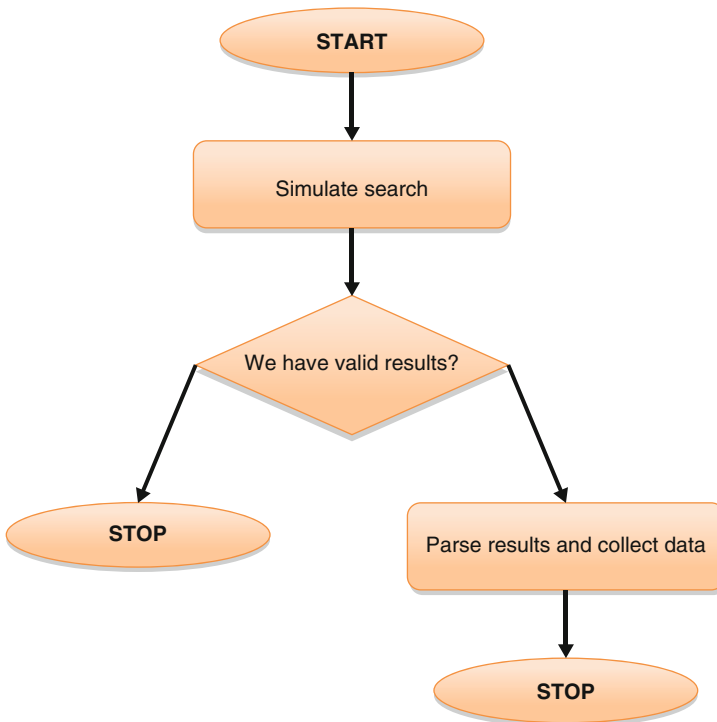 START
Simulate search
We have valid results?
STOP
Parse results and collect data
STOP